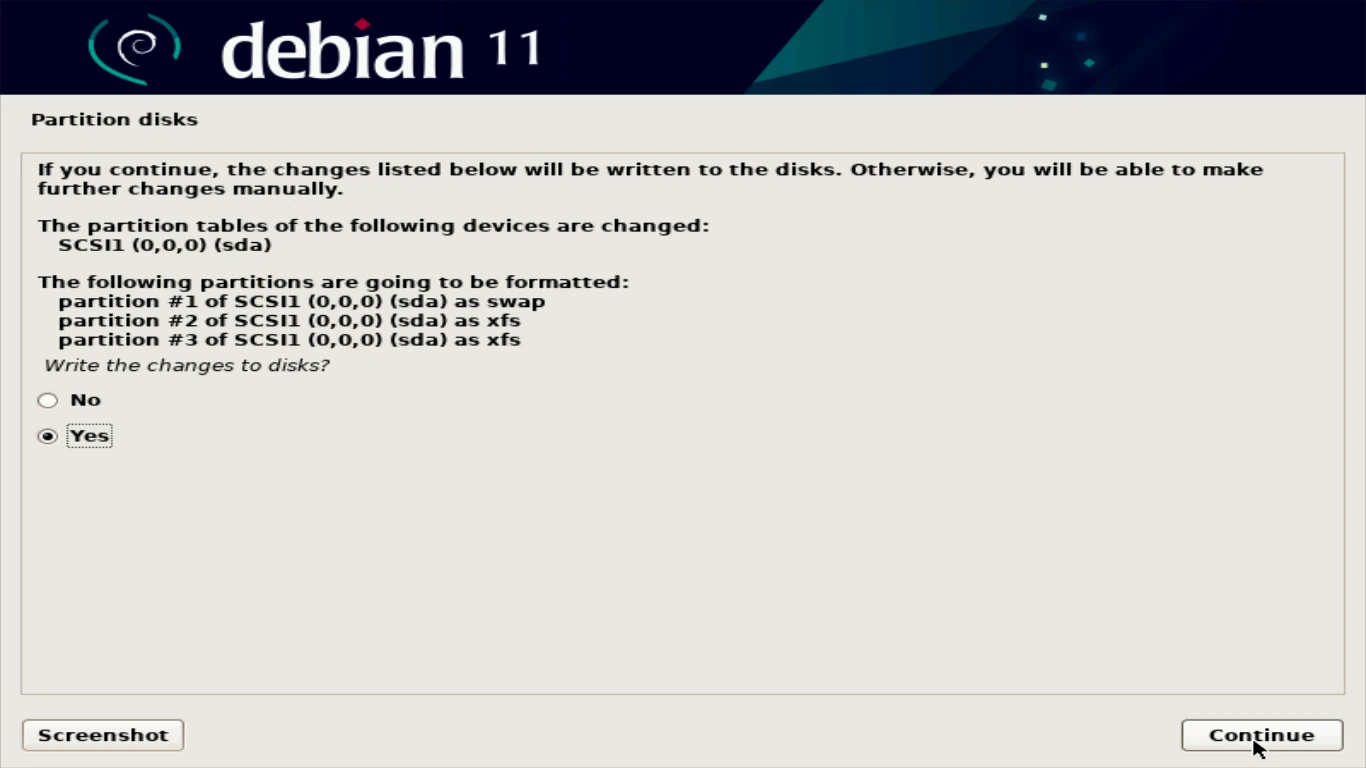 debian 11
Partition disks
If you continue, the changes listed below will be written to the disks. Otherwise, you will be able to make
further changes manually.
The partition tables of the following devices are changed:
SCSI1 (0,0,0) (sda)
The following partitions are going to be formatted:
partition #1 of SCSI1 (0,0,0) (sda) as swap
partition #2 of SCSI1 (0,0,0) (sda) as xfs
partition #3 of SCSI1 (0,0,0) (sda) as xfs
Write the changes to disks?
No
Yes
Screenshot
Continue